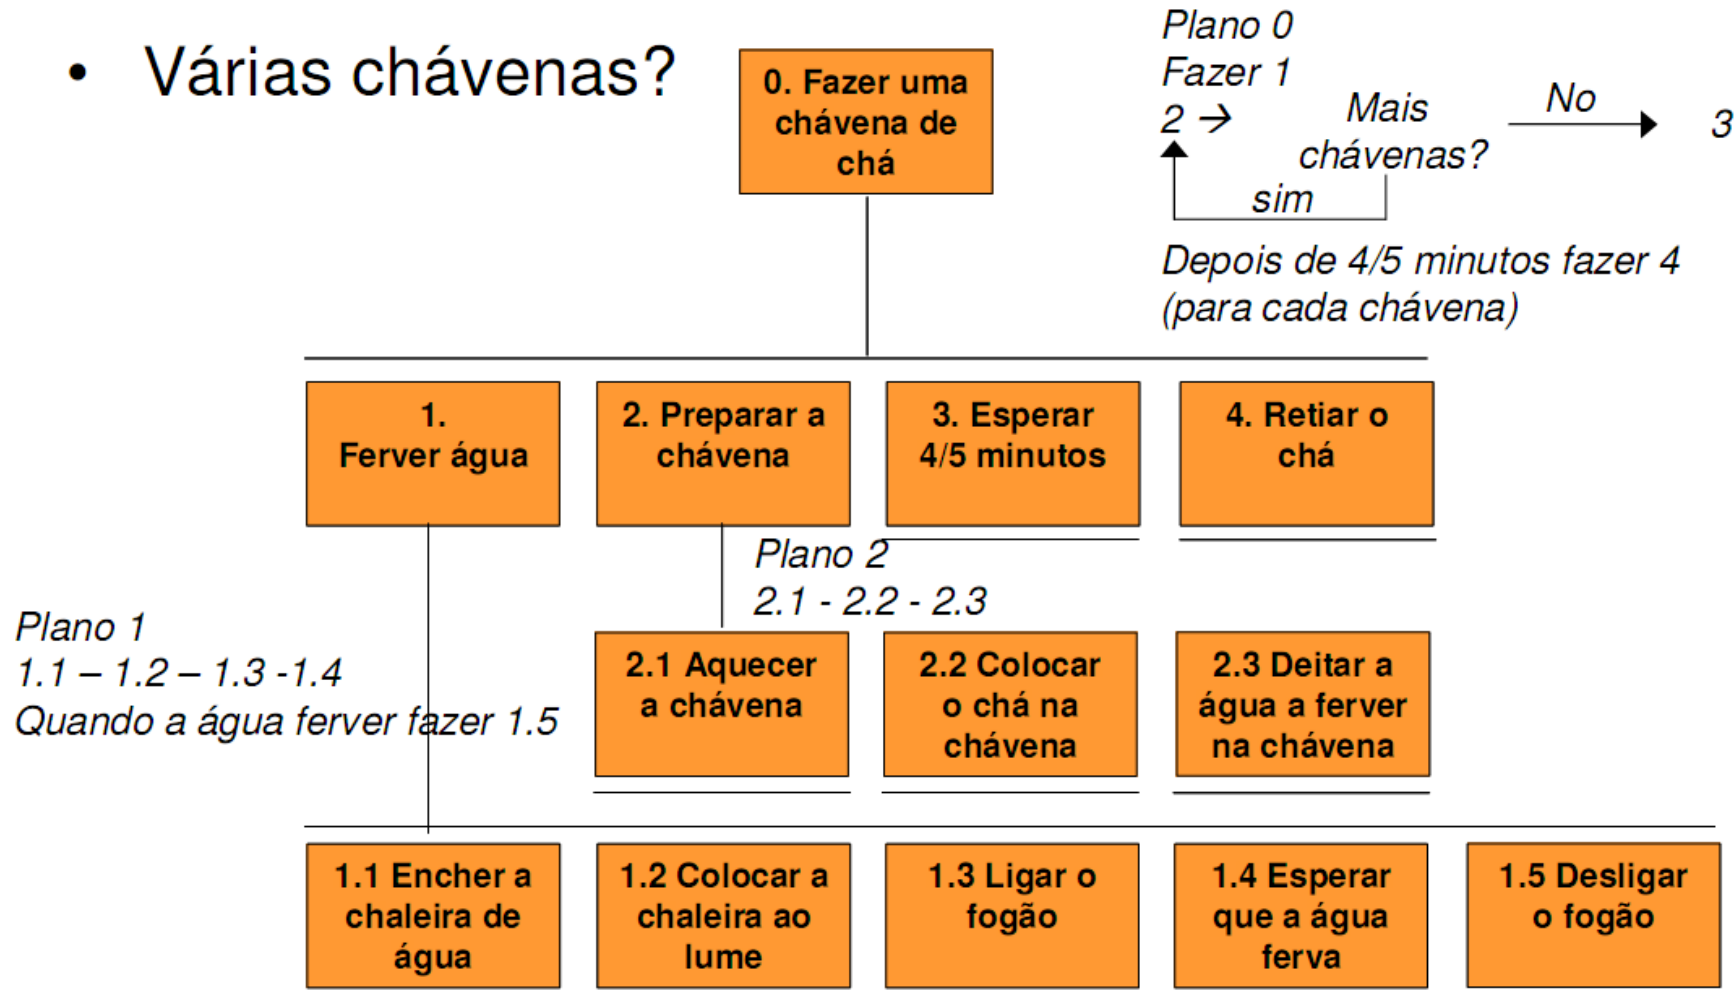 • Várias chávenas?
0. Fazer uma
chávena de
chá
Plano 0
Fazer 1
2 → Mais
chávenas?
No
3
sim
Depois de 4/5 minutos fazer 4
(para cada chávena)
1.
Ferver água
2. Preparar a
chávena
3. Esperar
4/5 minutos
4. Retiar o
chá
Plano 2
2.1 - 2.2 - 2.3
Plano 1
1.1 – 1.2 – 1.3 -1.4
Quando a água ferver fazer 1.5
2.1 Aquecer
a chávena
2.2 Colocar
o chá na
chávena
2.3 Deitar a
água a ferver
na chávena
1.1 Encher a
chaleira de
água
1.2 Colocar a
chaleira ao
lume
1.3 Ligar o
fogão
1.4 Esperar
que a água
ferva
1.5 Desligar
o fogão